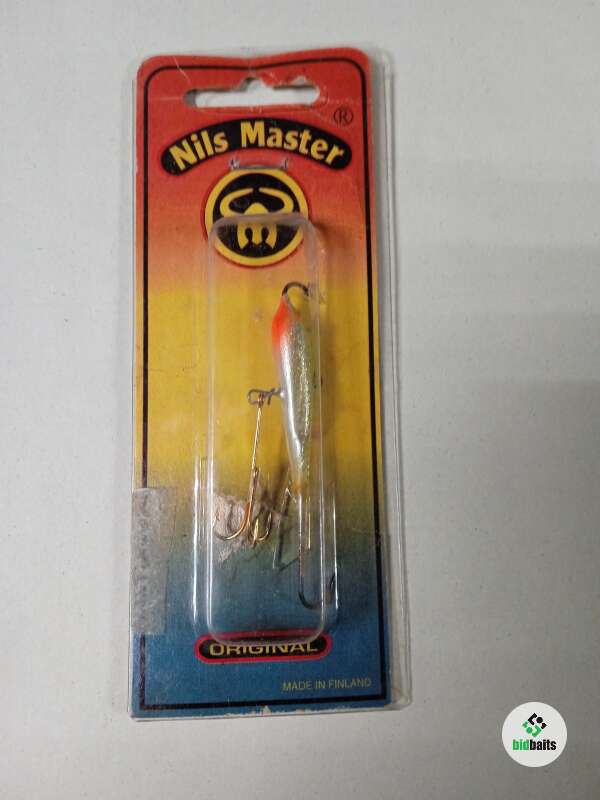 Nils Master ®
ORIGINAL
MADE IN FINLAND
bidbaits